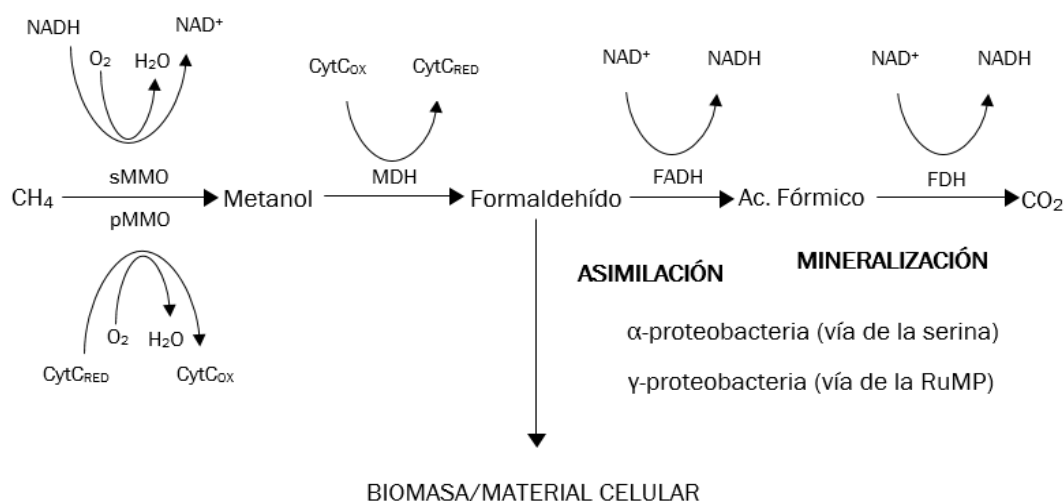 NADH NAD⁺
O₂ H₂O
CytC_OX CytC_RED
NAD⁺ NADH
NAD⁺ NADH
CH₄ sMMO Metanol MDH Formaldehído FADH Ac. Fórmico FDH CO₂
pMMO
O₂ H₂O
CytC_RED CytC_OX
ASIMILACIÓN MINERALIZACIÓN
α-proteobacteria (vía de la serina)
γ-proteobacteria (vía de la RuMP)
BIOMASA/MATERIAL CELULAR